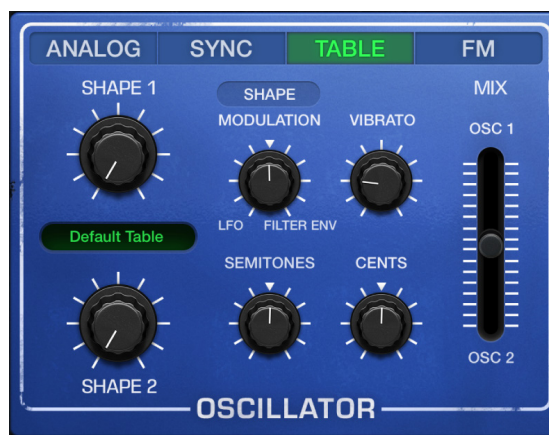 ANALOG SYNC TABLE FM
SHAPE 1
SHAPE
MODULATION
VIBRATO
MIX
OSC 1
LFO FILTER ENV
Default Table
SEMITONES
CENTS
SHAPE 2
OSC 2
OSCILLATOR